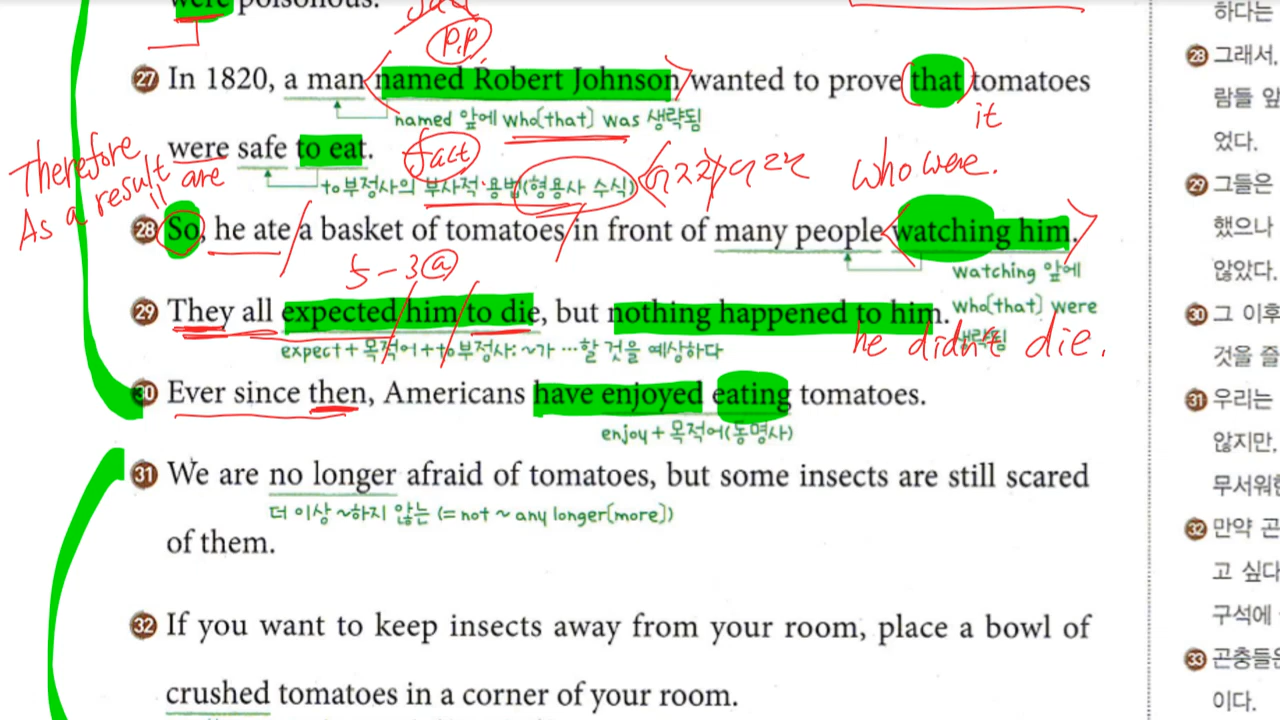 were poisonous.
fact
P.P.
㉗ In 1820, a man named Robert Johnson wanted to prove that tomatoes
it
named 앞에 who[that] was 생략됨
were safe to eat.
are
fact
who were
to부정사의 부사적 용법(형용사 수식)
Therefore
As a result
㉘ So, he ate a basket of tomatoes in front of many people watching him.
watching 앞에
who[that] were
생략됨
5-3ⓐ
㉙ They all expected him to die, but nothing happened to him.
he didn't die.
expect + 목적어 + to부정사: ~가 …할 것을 예상하다
㉚ Ever since then, Americans have enjoyed eating tomatoes.
enjoy + 목적어(동명사)
㉛ We are no longer afraid of tomatoes, but some insects are still scared
더 이상 ~하지 않는 (= not ~ any longer[more])
of them.
㉜ If you want to keep insects away from your room, place a bowl of
crushed tomatoes in a corner of your room.
하다는
㉘ 그래서,
람들 앞
었다.
㉙ 그들은
했으나
않았다.
㉚ 그 이후
것을 즐
㉛ 우리는
않지만,
무서워한
㉜ 만약 곤
고 싶다
구석에
㉝ 곤충들은
이다.